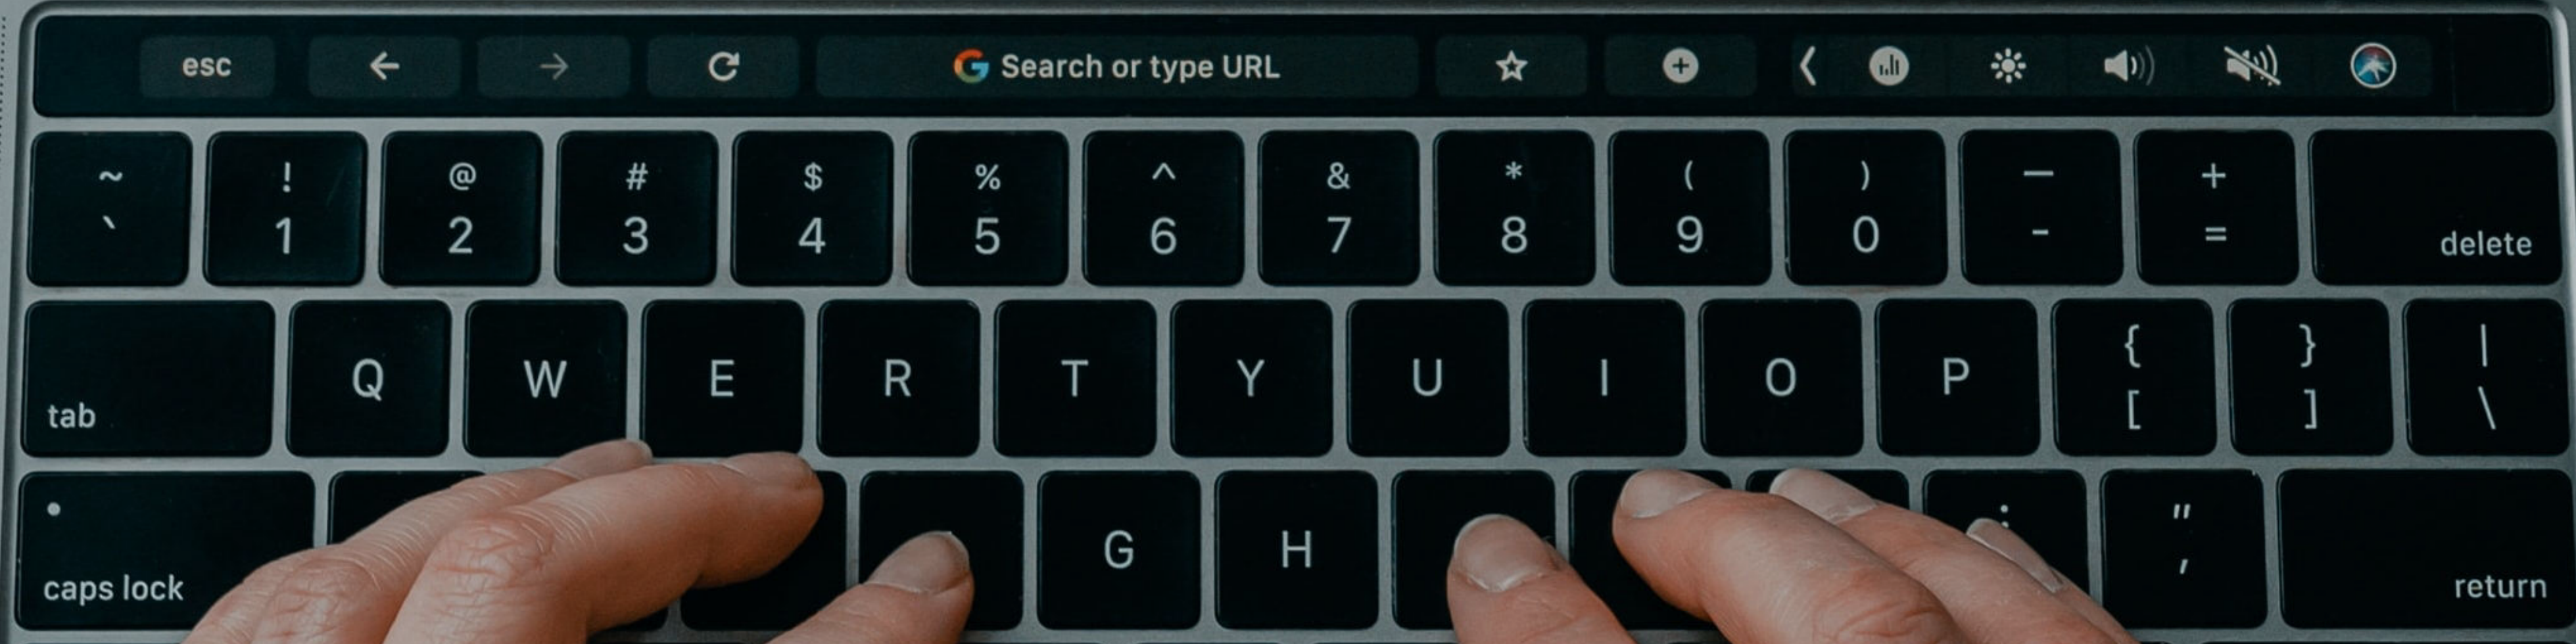 esc Search or type URL
~ ! @ # $ % ^ & * ( ) — +
` 1 2 3 4 5 6 7 8 9 0 - = delete
Q W E R T Y U I O P { } |
tab [ ] \
G H ; "
caps lock ' return